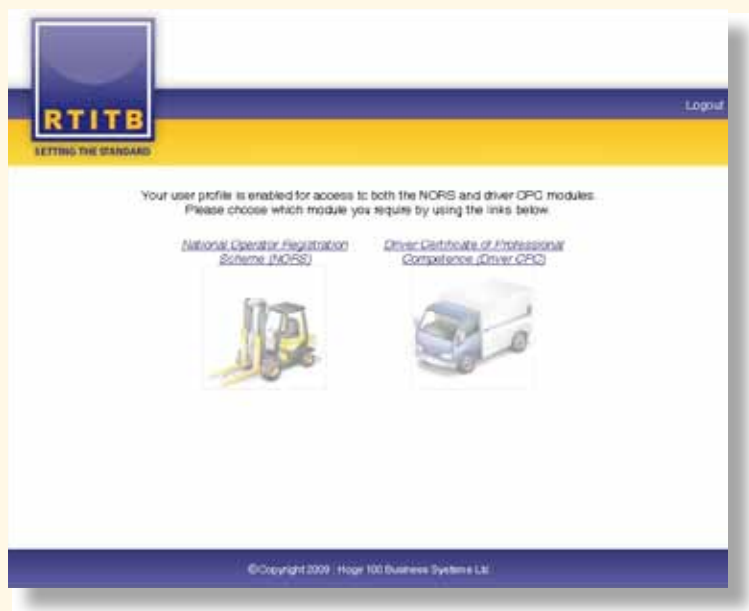 RTITB
SETTING THE STANDARD
Logout
Your user profile is enabled for access to both the NORS and driver CPC modules.
Please choose which module you require by using the links below.
National Operator Registration
Scheme (NORS)
Driver Certificate of Professional
Competence (Driver CPC)
©Copyright 2009 : Hoge 100 Business Systems Ltd.